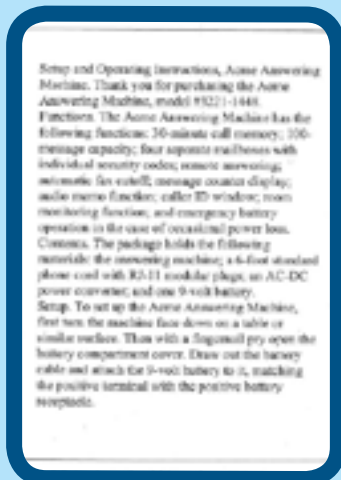 Setup and Operating Instructions, Acme Answering
Machine. Thank you for purchasing the Acme
Answering Machine, model
Functions. The Acme Answering Machine has the
following functions: 30-minute call memory; 100-
message capacity; four separate mailboxes with
individual security codes; remote answering;
automatic fax cutoff; message counter display;
audio memo function; caller ID window; room
monitoring function; and emergency battery
operation in the case of occasional power loss.
Contents. The package holds the following
materials: the answering machine; a 6-foot standard
phone cord with RJ-11 modular plugs; an AC-DC
power converter; and one 9-volt battery.
Setup. To set up the Acme Answering Machine,
first turn the machine face down on a table or
similar surface. Then with a fingernail pry open the
battery compartment cover. Draw out the battery
cable and attach the 9-volt battery to it, matching
the positive terminal with the positive battery
receptacle.